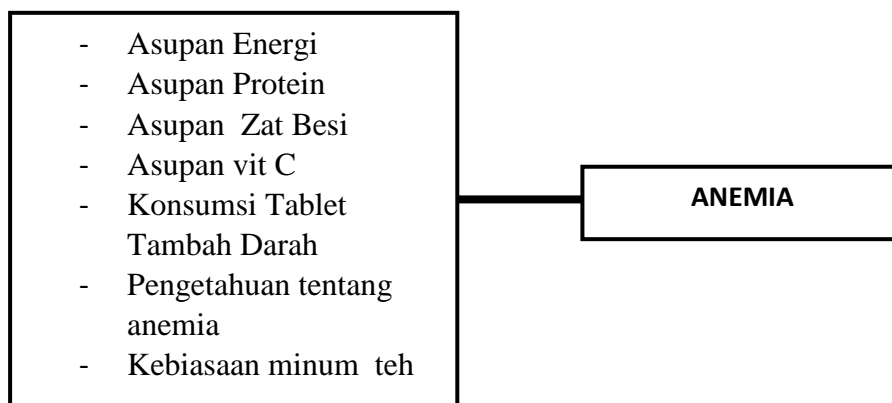 - Asupan Energi
- Asupan Protein
- Asupan Zat Besi
- Asupan vit C
- Konsumsi Tablet
Tambah Darah
- Pengetahuan tentang
anemia
- Kebiasaan minum teh
ANEMIA